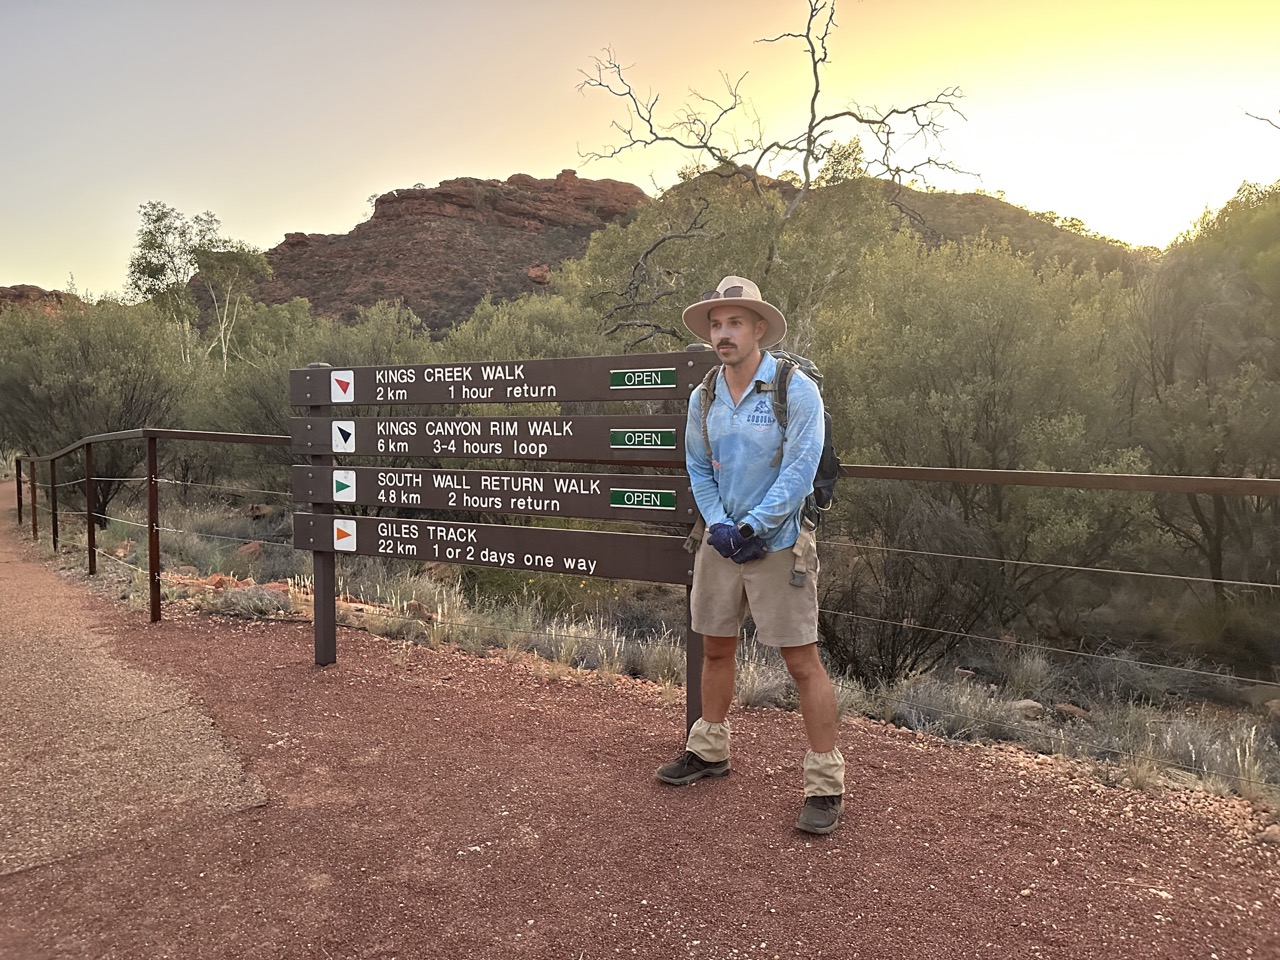 KINGS CREEK WALK
2 km 1 hour return
OPEN
KINGS CANYON RIM WALK
6 km 3-4 hours loop
OPEN
SOUTH WALL RETURN WALK
4.8 km 2 hours return
OPEN
GILES TRACK
22 km 1 or 2 days one way